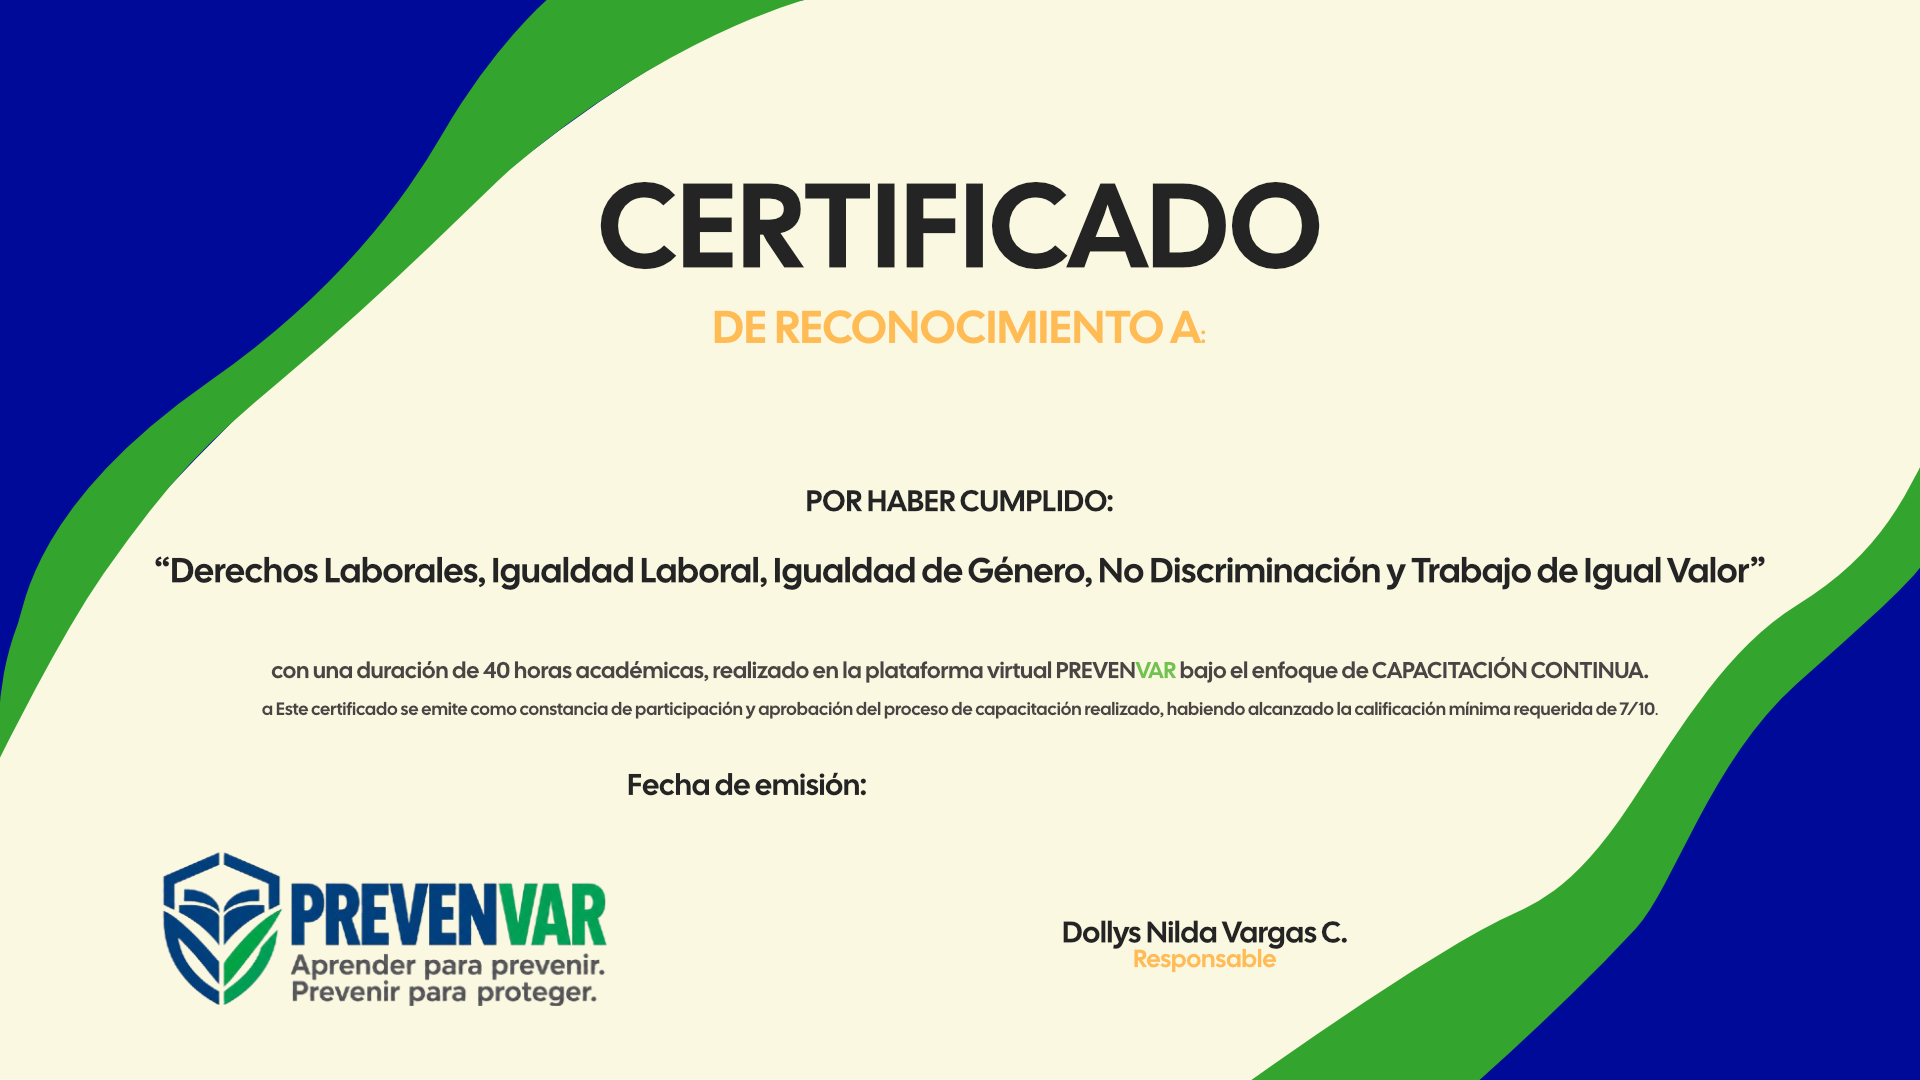 CERTIFICADO
DE RECONOCIMIENTO A:
POR HABER CUMPLIDO:
“Derechos Laborales, Igualdad Laboral, Igualdad de Género, No Discriminación y Trabajo de Igual Valor”
con una duración de 40 horas académicas, realizado en la plataforma virtual PREVENVAR bajo el enfoque de CAPACITACIÓN CONTINUA.
a Este certificado se emite como constancia de participación y aprobación del proceso de capacitación realizado, habiendo alcanzado la calificación mínima requerida de 7/10.
Fecha de emisión:
PREVENVAR
Aprender para prevenir.
Prevenir para proteger.
Dollys Nilda Vargas C.
Responsable